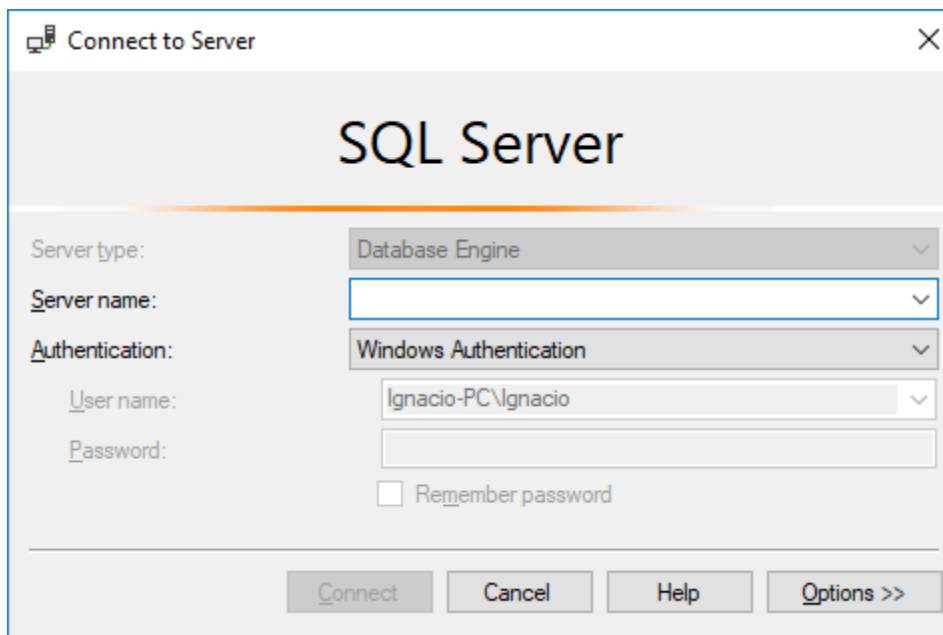 Connect to Server
SQL Server
Server type: Database Engine
Server name:
Authentication: Windows Authentication
User name: Ignacio-PC\Ignacio
Password:
Remember password
Connect Cancel Help Options >>